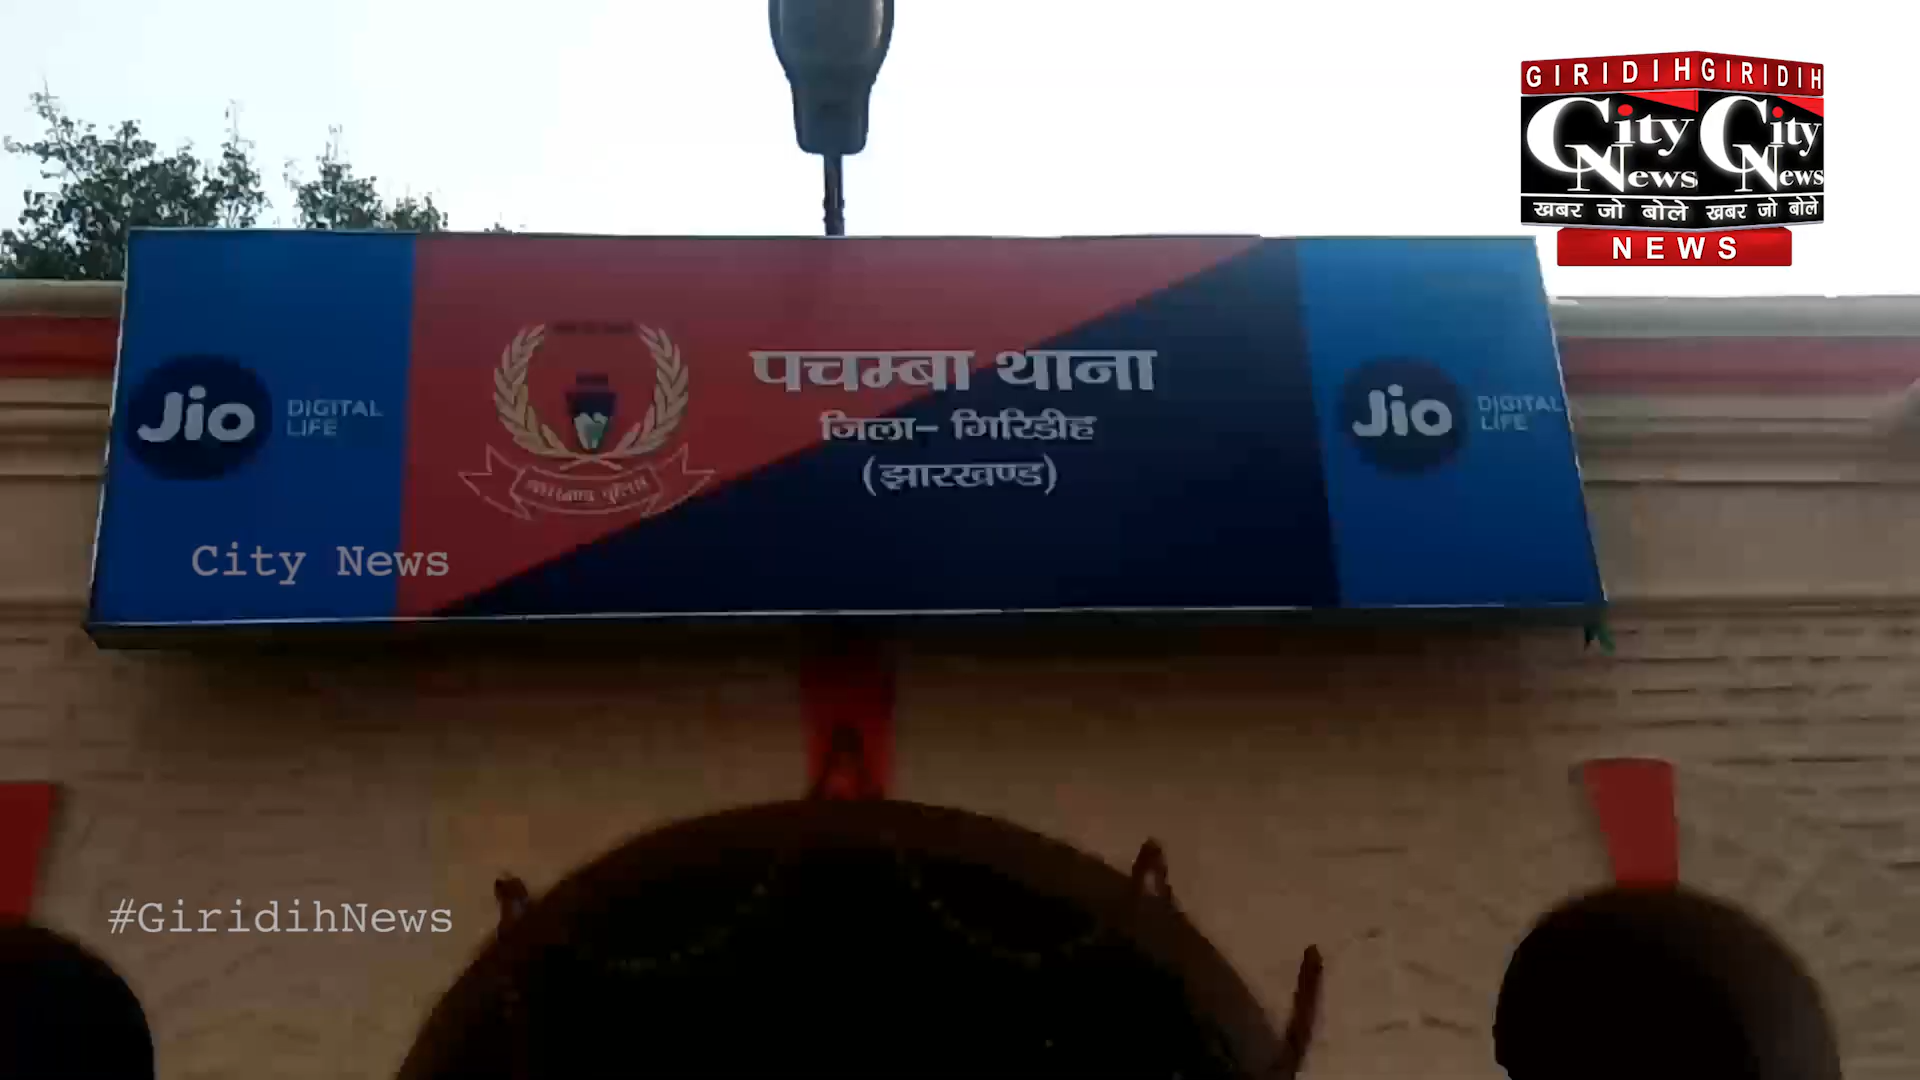 GIRIDIH GIRIDIH
City News City News
खबर जो बोले खबर जो बोले
NEWS
Jio DIGITAL LIFE
पचम्बा थाना
जिला- गिरिडीह
(झारखण्ड)
झारखण्ड पुलिस
Jio DIGITAL LIFE
City News
#GiridihNews